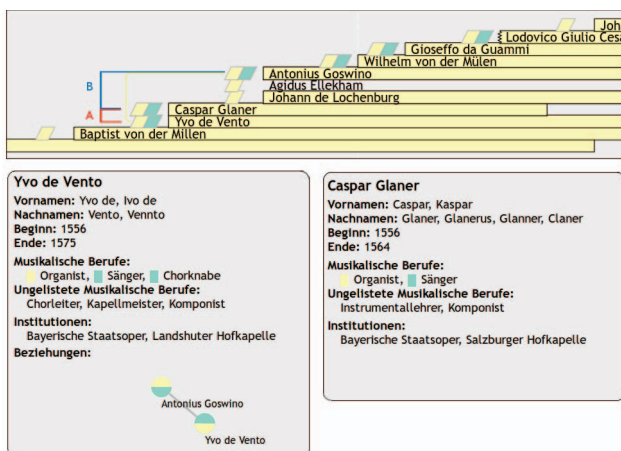 Joh
Lodovico Giulio Cesa
Gioseffo da Guammi
Wilhelm von der Mülen
Antonius Goswino
B
Agidus Ellekham
Johann de Lochenburg
Caspar Glaner
A
Yvo de Vento
Baptist von der Millen
Yvo de Vento
Vornamen: Yvo de, Ivo de
Nachnamen: Vento, Vennto
Beginn: 1556
Ende: 1575
Musikalische Berufe:
Organist, Sänger, Chorknabe
Ungelistete Musikalische Berufe:
Chorleiter, Kapellmeister, Komponist
Institutionen:
Bayerische Staatsoper, Landshuter Hofkapelle
Beziehungen:
Antonius Goswino
Yvo de Vento
Caspar Glaner
Vornamen: Caspar, Kaspar
Nachnamen: Glaner, Glanerus, Glanner, Claner
Beginn: 1556
Ende: 1564
Musikalische Berufe:
Organist, Sänger
Ungelistete Musikalische Berufe:
Instrumentallehrer, Komponist
Institutionen:
Bayerische Staatsoper, Salzburger Hofkapelle